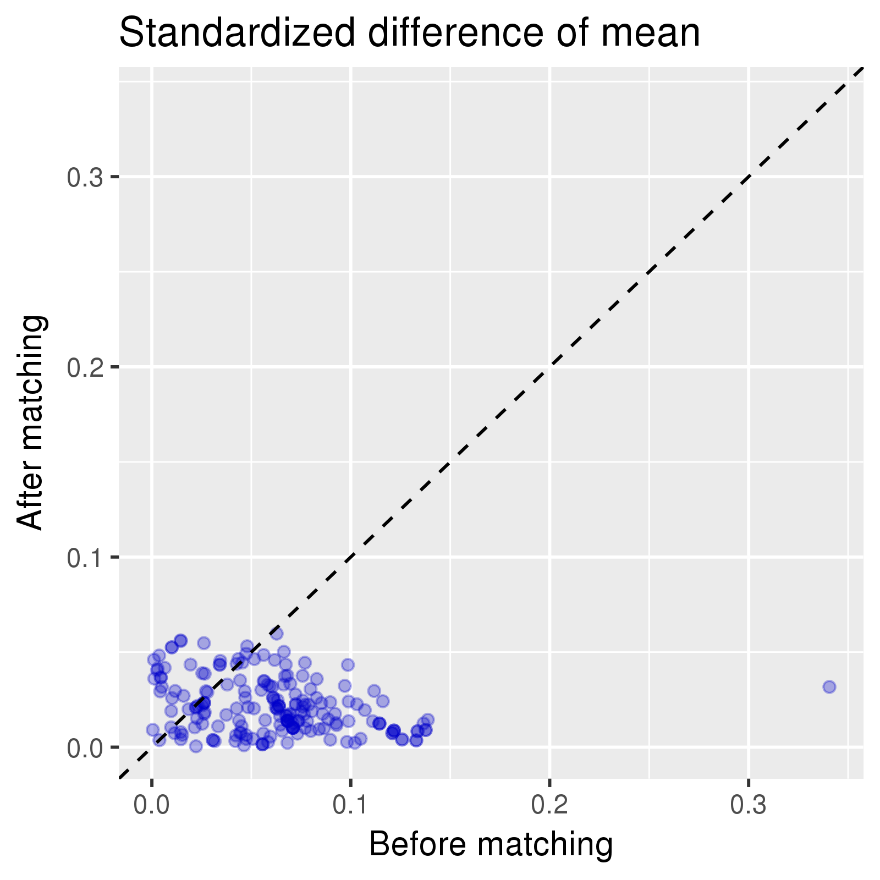 Standardized difference of mean
After matching
0.3
0.2
0.1
0.0
0.0 0.1 0.2 0.3
Before matching